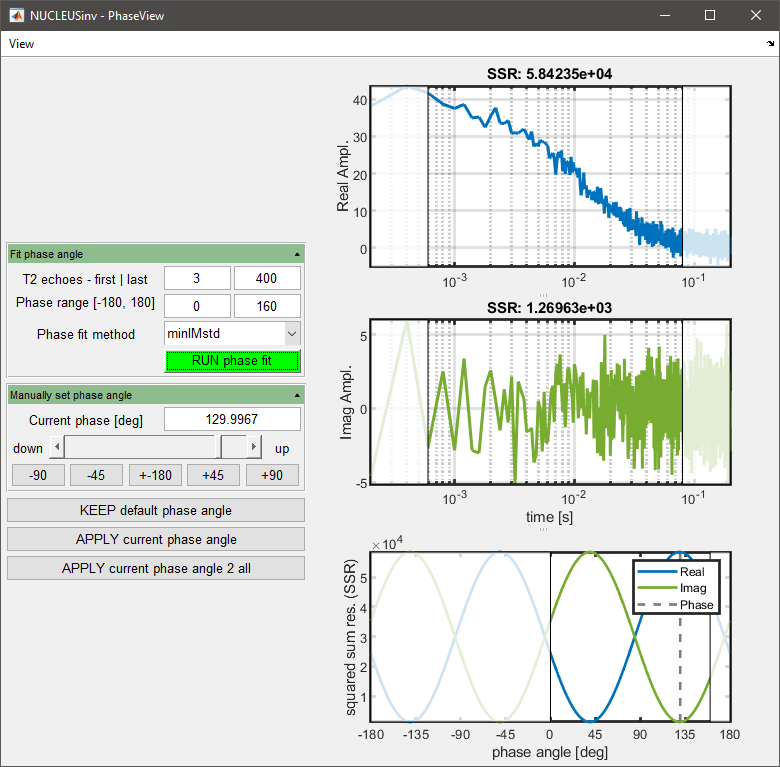 NUCLEUSinv - PhaseView
View
Fit phase angle
T2 echoes - first | last
3
400
Phase range [-180, 180]
0
160
Phase fit method
minIMstd
RUN phase fit
Manually set phase angle
Current phase [deg]
129.9967
down
up
-90
-45
+-180
+45
+90
KEEP default phase angle
APPLY current phase angle
APPLY current phase angle 2 all
SSR: 5.84235e+04
Real Ampl.
40
30
20
10
0
10-3
10-2
10-1
SSR: 1.26963e+03
Imag Ampl.
5
0
-5
10-3
10-2
10-1
time [s]
×104
squared sum res. (SSR)
5
4
3
2
1
Real
Imag
Phase
-180
-135
-90
-45
0
45
90
135
180
phase angle [deg]